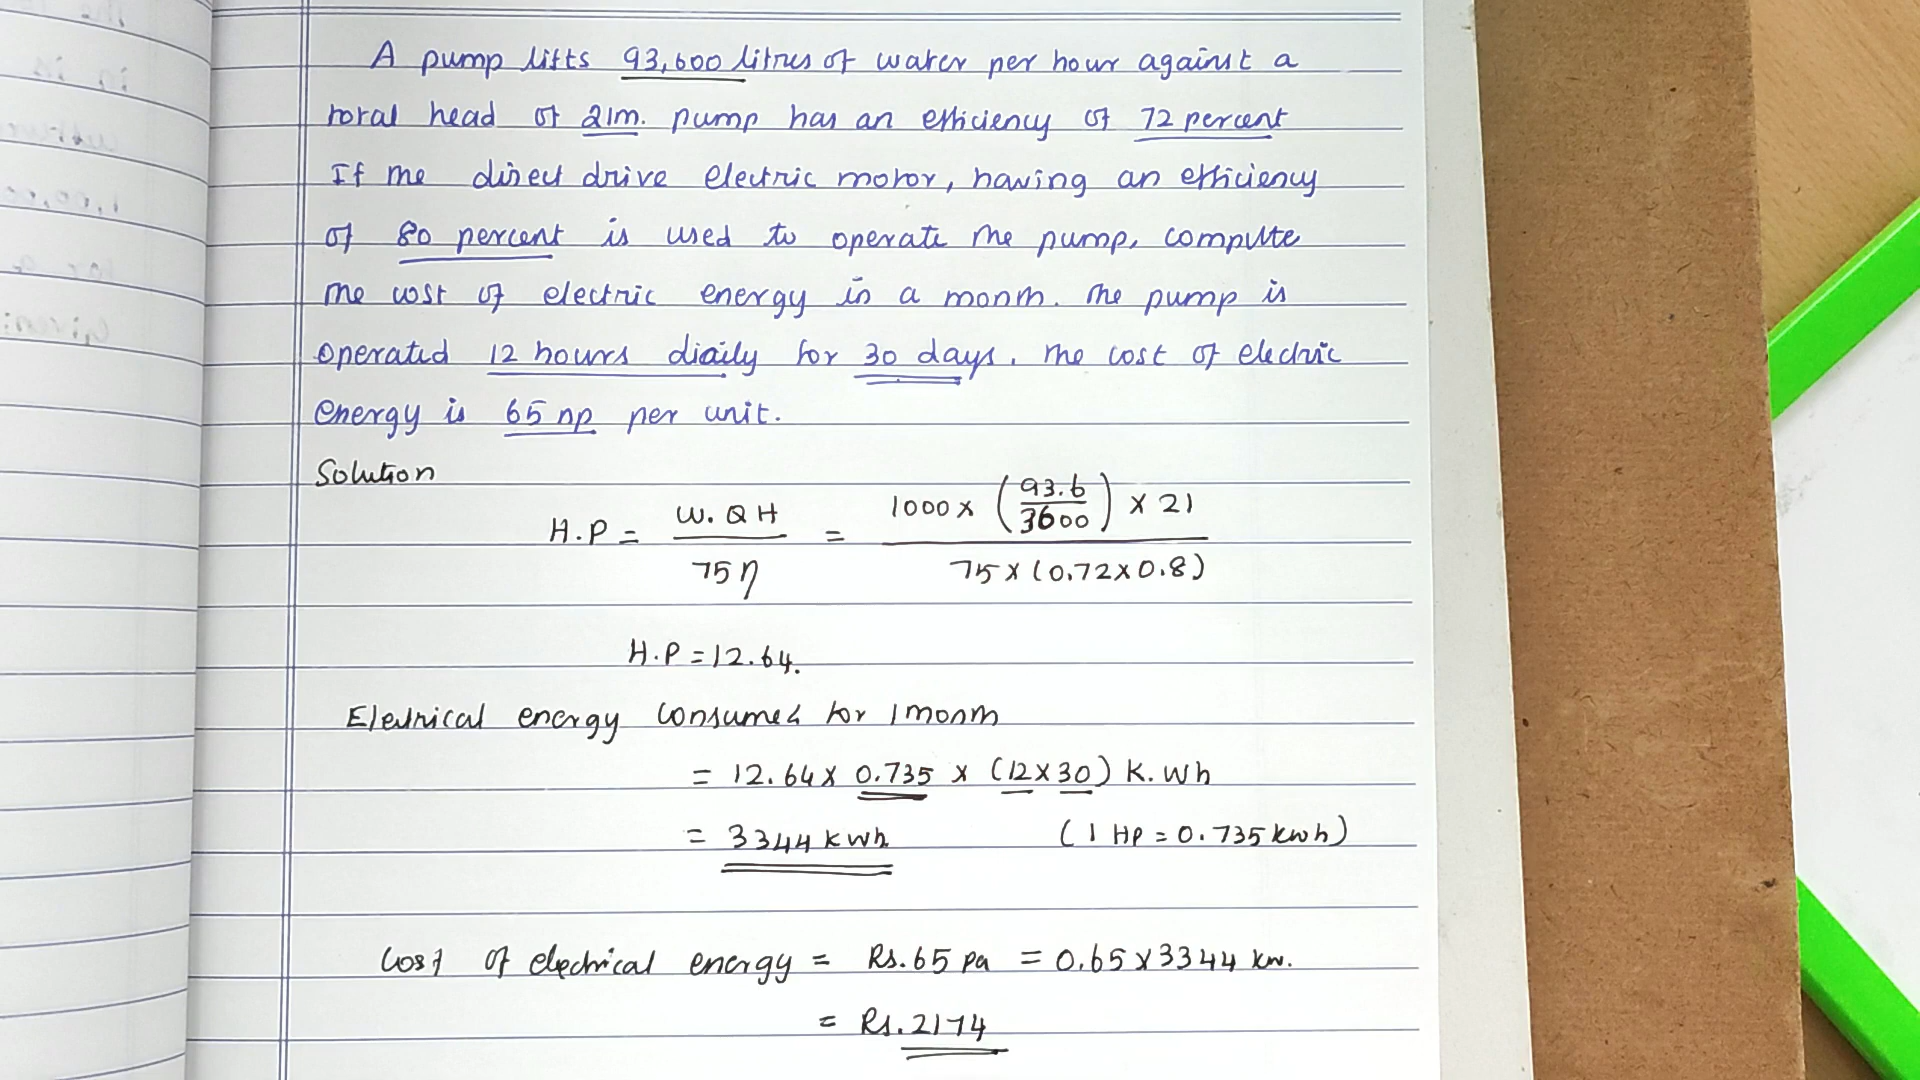 A pump lifts 93,600 litres of water per hour against a
total head of 21m. pump has an efficiency of 72 percent
If the direct drive electric motor, having an efficiency
of 80 percent is used to operate the pump, compute
the cost of electric energy in a month. The pump is
operated 12 hours diaily for 30 days. The cost of electric
energy is 65 np per unit.
Solution
H.P = W.QH / 75η = 1000 x (93.6/3600) x 21 / 75 x (0.72x0.8)
H.P = 12.64.
Eletrical energy consumed for 1 month
= 12.64 x 0.735 x (12x30) K.Wh
= 3344 kwh (1 HP = 0.735 kwh)
Cost of electrical energy = Rs.65 pa = 0.65 x 3344 kw.
= Rs.2174